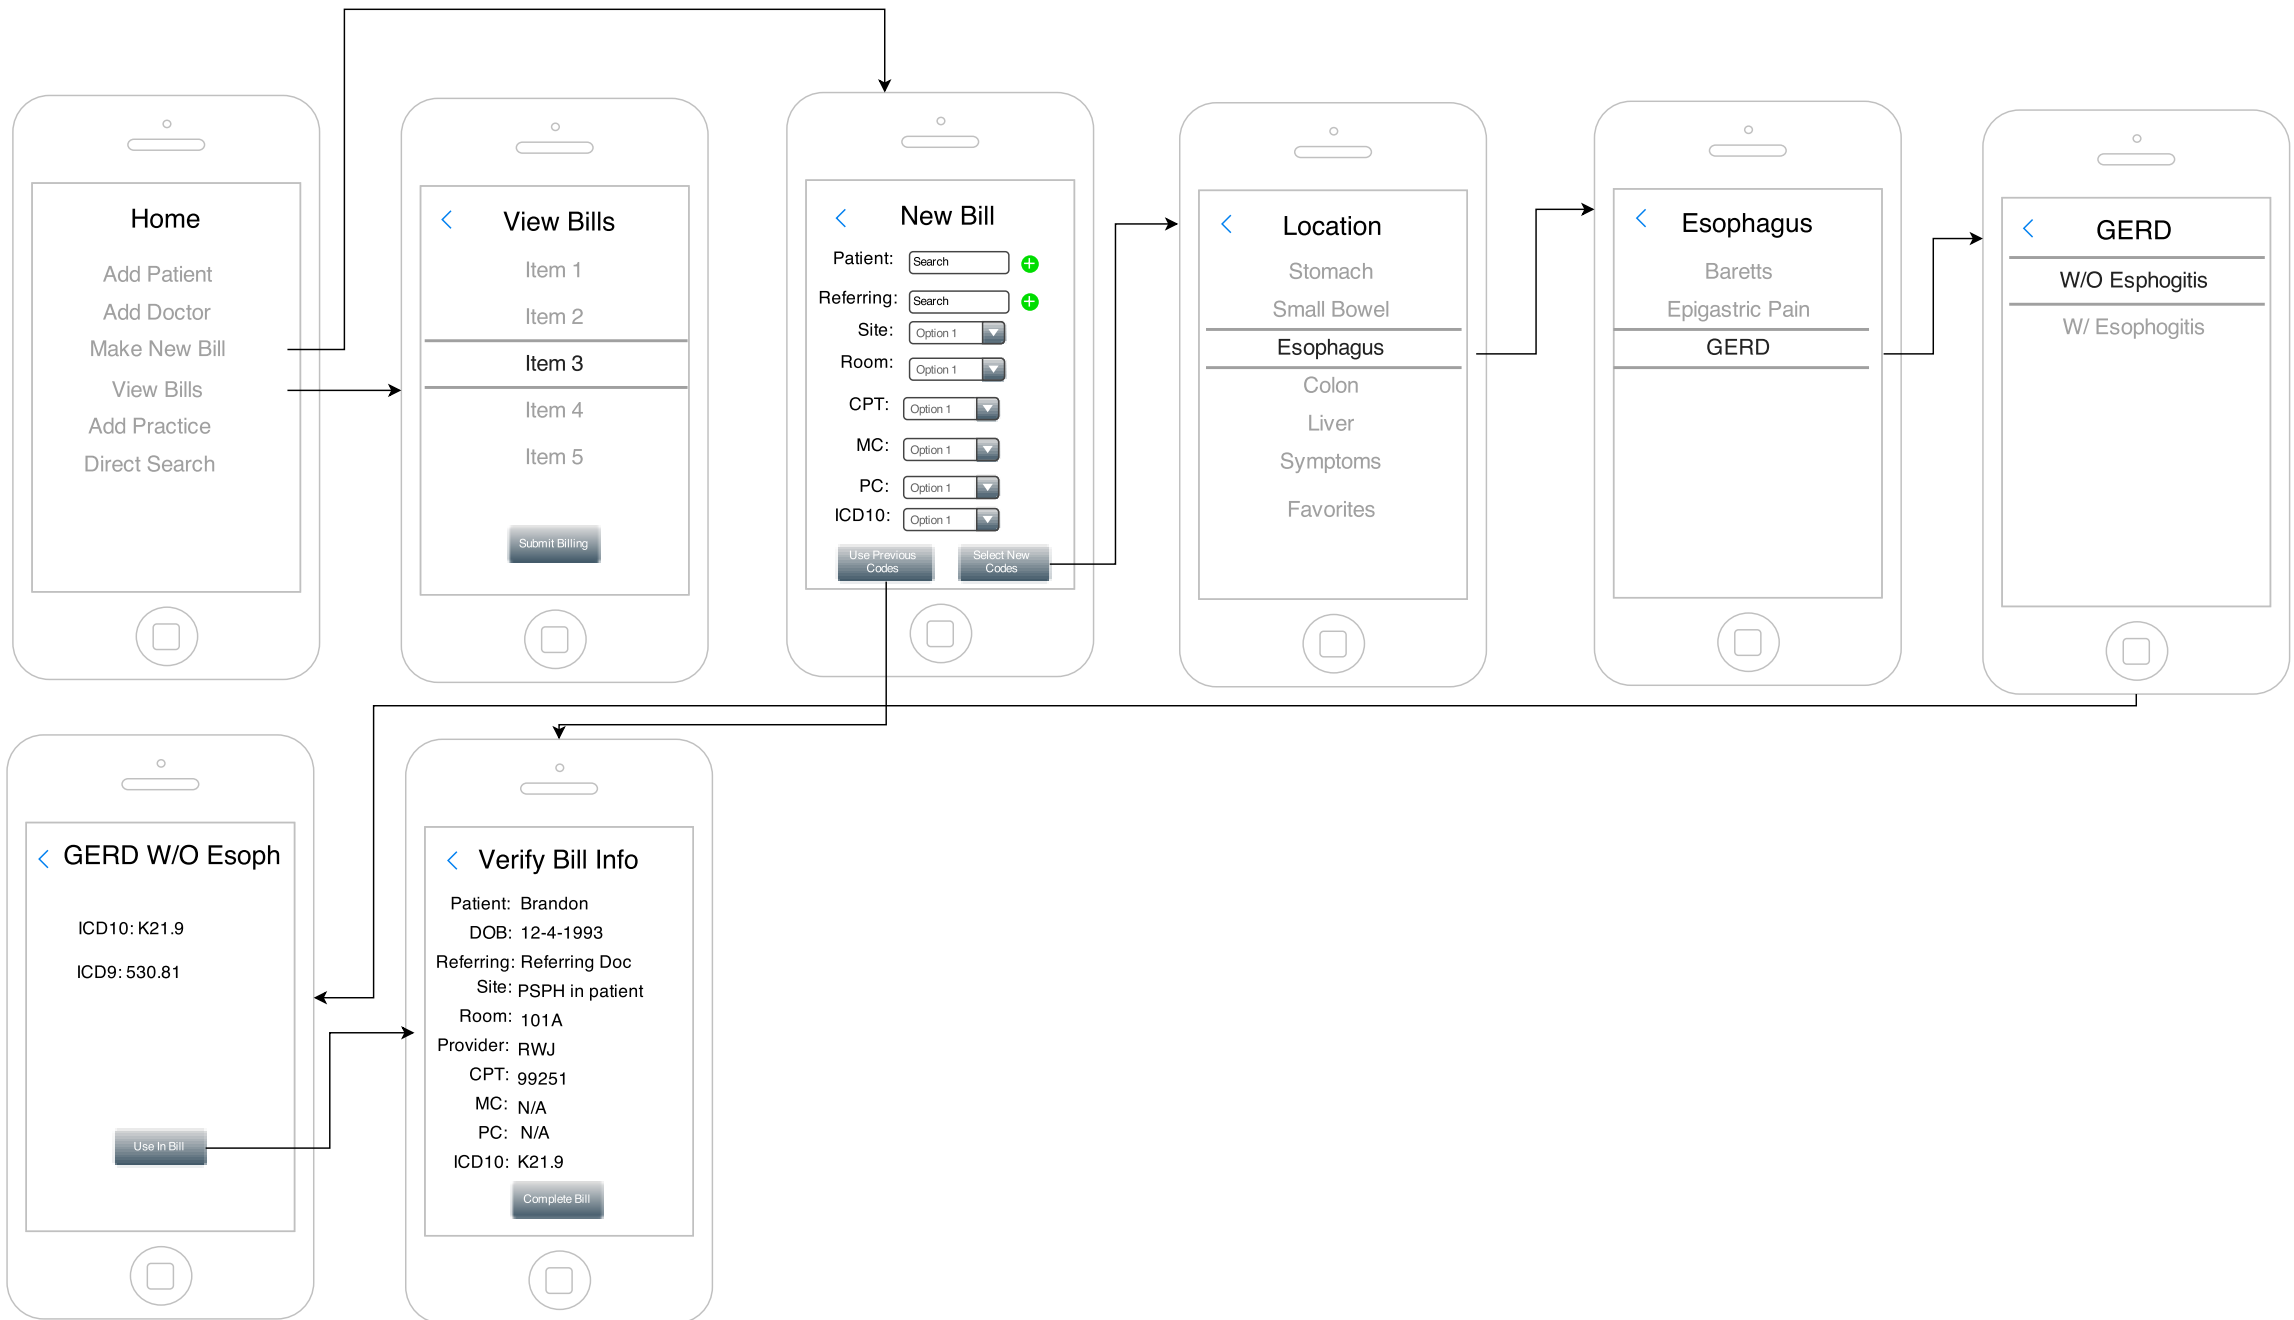 Home
Add Patient
Add Doctor
Make New Bill
View Bills
Add Practice
Direct Search
View Bills
Item 1
Item 2
Item 3
Item 4
Item 5
Submit Billing
New Bill
Patient: Search
Referring: Search
Site: Option 1
Room: Option 1
CPT: Option 1
MC: Option 1
PC: Option 1
ICD10: Option 1
Use Previous
Codes
Select New
Codes
Location
Stomach
Small Bowel
Esophagus
Colon
Liver
Symptoms
Favorites
Esophagus
Baretts
Epigastric Pain
GERD
GERD
W/O Esphogitis
W/ Esophogitis
GERD W/O Esoph
ICD10: K21.9
ICD9: 530.81
Use In Bill
Verify Bill Info
Patient: Brandon
DOB: 12-4-1993
Referring: Referring Doc
Site: PSPH in patient
Room: 101A
Provider: RWJ
CPT: 99251
MC: N/A
PC: N/A
ICD10: K21.9
Complete Bill